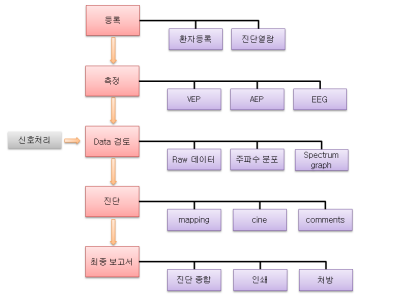 등록
환자등록
진단열람
측정
VEP
AEP
EEG
신호처리
Data 검토
Raw 데이터
주파수 분포
Spectrum
graph
진단
mapping
cine
comments
최종 보고서
진단 종합
인쇄
처방